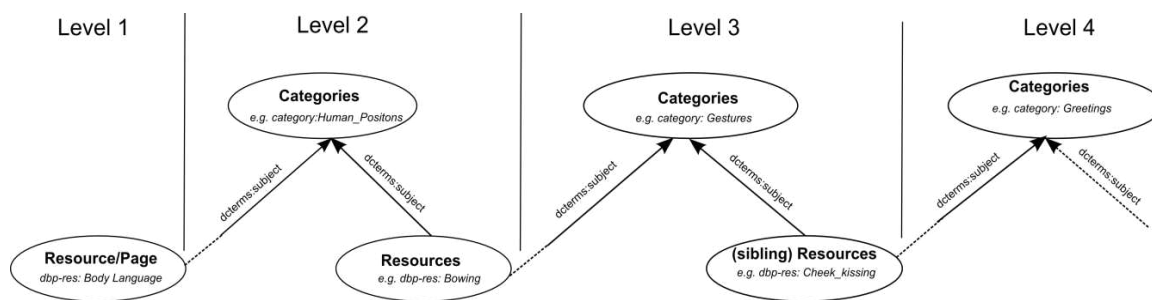 Level 1
Level 2
Level 3
Level 4
Categories
e.g. category:Human_Positons
Categories
e.g. category: Gestures
Categories
e.g. category: Greetings
dcterms:subject
dcterms:subject
dcterms:subject
dcterms:subject
dcterms:subject
dcterms:subject
Resource/Page
dbp-res: Body Language
Resources
e.g. dbp-res: Bowing
(sibling) Resources
e.g. dbp-res: Cheek_kissing